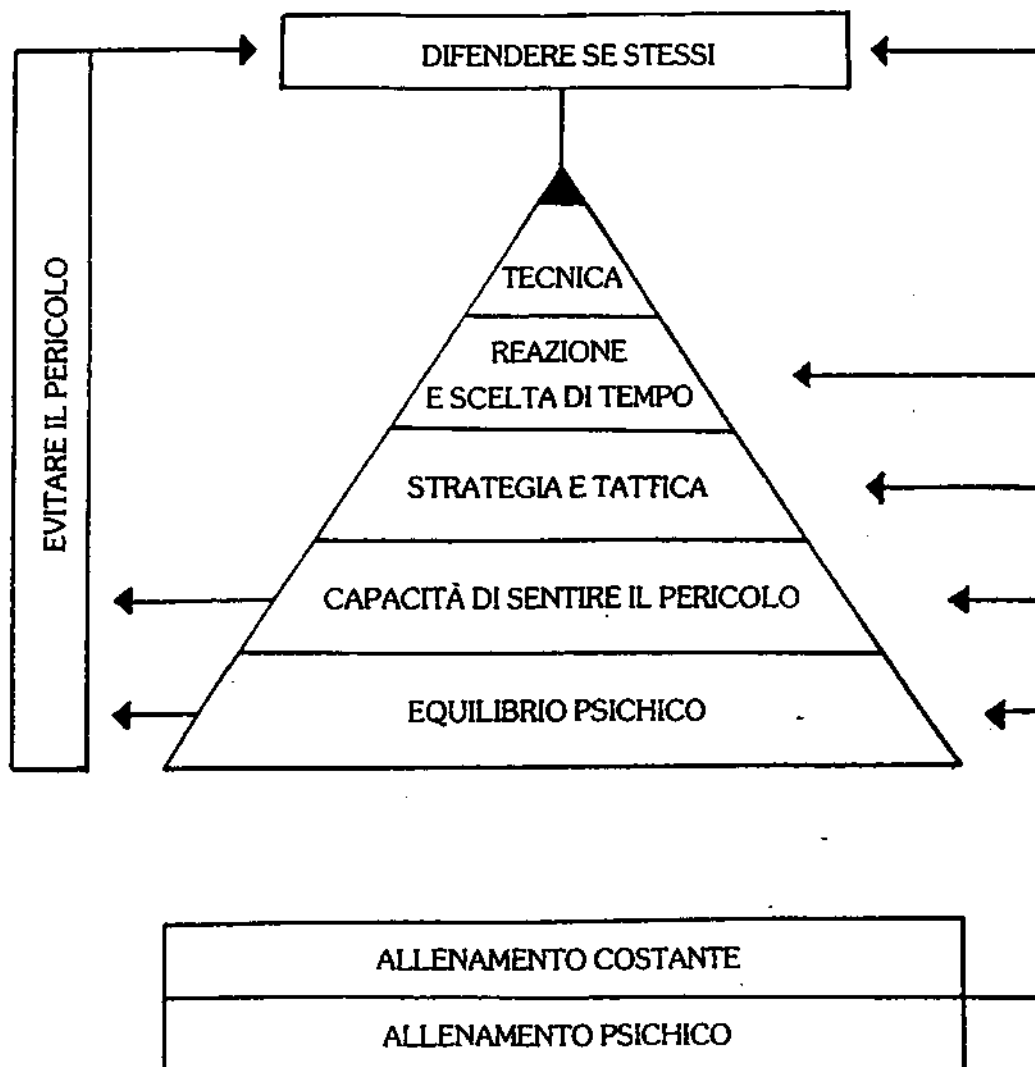 DIFENDERE SE STESSI
EVITARE IL PERICOLO
TECNICA
REAZIONE
E SCELTA DI TEMPO
STRATEGIA E TATTICA
CAPACITÀ DI SENTIRE IL PERICOLO
EQUILIBRIO PSICHICO
ALLENAMENTO COSTANTE
ALLENAMENTO PSICHICO